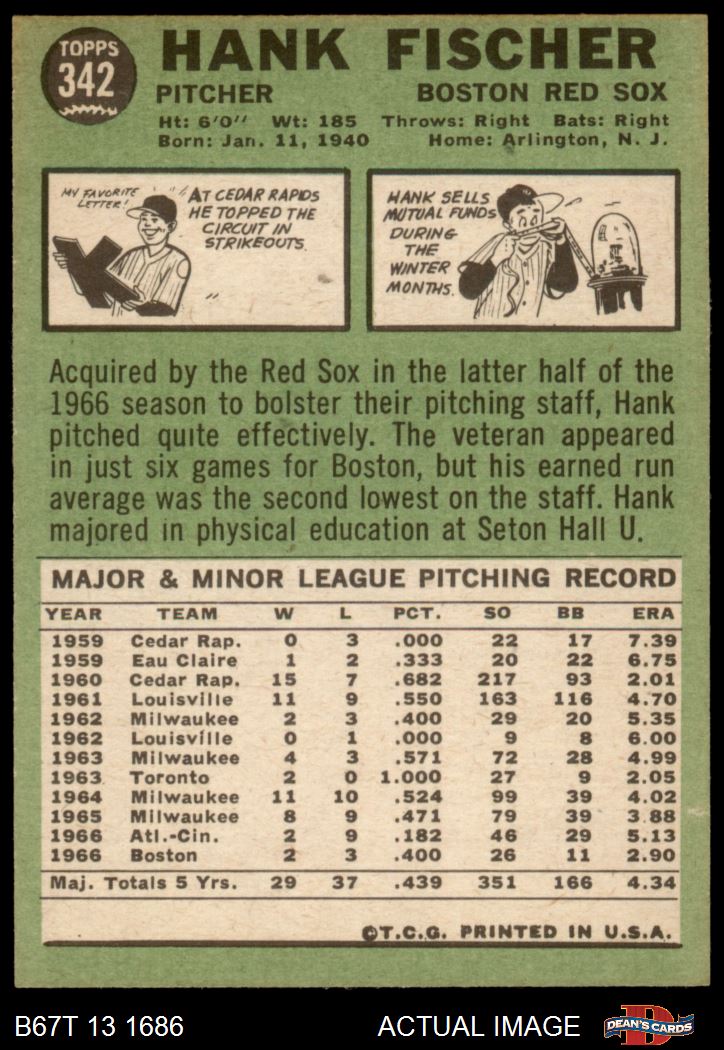 TOPPS
342
HANK FISCHER
PITCHER BOSTON RED SOX
Ht: 6'0" Wt: 185 Throws: Right Bats: Right
Born: Jan. 11, 1940 Home: Arlington, N. J.
MY FAVORITE
LETTER!
AT CEDAR RAPIDS
HE TOPPED THE
CIRCUIT IN
STRIKEOUTS.
HANK SELLS
MUTUAL FUNDS
DURING
THE
WINTER
MONTHS.
Acquired by the Red Sox in the latter half of the
1966 season to bolster their pitching staff, Hank
pitched quite effectively. The veteran appeared
in just six games for Boston, but his earned run
average was the second lowest on the staff. Hank
majored in physical education at Seton Hall U.
MAJOR & MINOR LEAGUE PITCHING RECORD
YEAR TEAM W L PCT. SO BB ERA
1959 Cedar Rap. 0 3 .000 22 17 7.39
1959 Eau Claire 1 2 .333 20 22 6.75
1960 Cedar Rap. 15 7 .682 217 93 2.01
1961 Louisville 11 9 .550 163 116 4.70
1962 Milwaukee 2 3 .400 29 20 5.35
1962 Louisville 0 1 .000 9 8 6.00
1963 Milwaukee 4 3 .571 72 28 4.99
1963 Toronto 2 0 1.000 27 9 2.05
1964 Milwaukee 11 10 .524 99 39 4.02
1965 Milwaukee 8 9 .471 79 39 3.88
1966 Atl.-Cin. 2 9 .182 46 29 5.13
1966 Boston 2 3 .400 26 11 2.90
Maj. Totals 5 Yrs. 29 37 .439 351 166 4.34
©T.C.G. PRINTED IN U.S.A.
B67T 13 1686 ACTUAL IMAGE DEAN'S CARDS